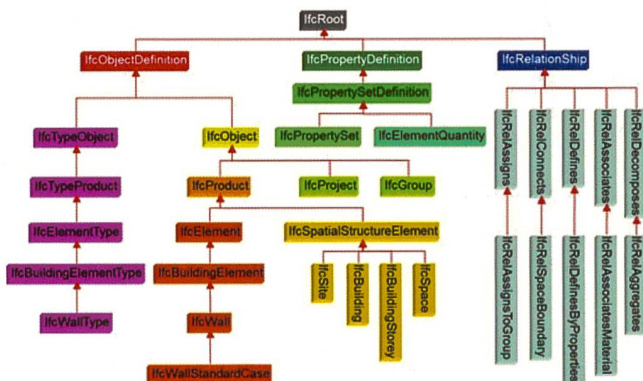 IfcRoot
IfcObjectDefinition
IfcPropertyDefinition
IfcRelationShip
IfcPropertySetDefinition
IfcTypeObject
IfcObject
IfcPropertySet
IfcElementQuantity
IfcRelAssigns
IfcRelConnects
IfcRelDefines
IfcRelAssociates
IfcRelDecomposes
IfcTypeProduct
IfcProduct
IfcProject
IfcGroup
IfcElementType
IfcElement
IfcSpatialStructureElement
IfcBuildingElementType
IfcBuildingElement
IfcSite
IfcBuilding
IfcBuildingStorey
IfcSpace
IfcRelAssignsToGroup
IfcRelSpaceBoundary
IfcRelDefinesByProperties
IfcRelAssociatesMaterial
IfcRelAggregates
IfcWallType
IfcWall
IfcWallStandardCase